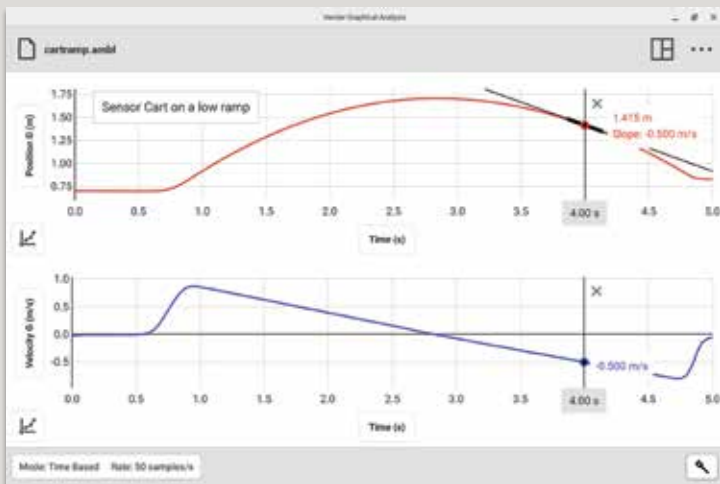 Vernier Graphical Analysis
cartramp.ambl
Sensor Cart on a low ramp
Position G (m)
1.75
1.50
1.25
1.00
0.75
1.415 m
Slope: -0.500 m/s
0.0 0.5 1.0 1.5 2.0 2.5 3.0 3.5 4.00 s 4.5 5.0
Time (s)
Velocity G (m/s)
1.0
0.5
0.0
-0.5
-0.500 m/s
0.0 0.5 1.0 1.5 2.0 2.5 3.0 3.5 4.00 s 4.5 5.0
Time (s)
Mode: Time Based Rate: 50 samples/s